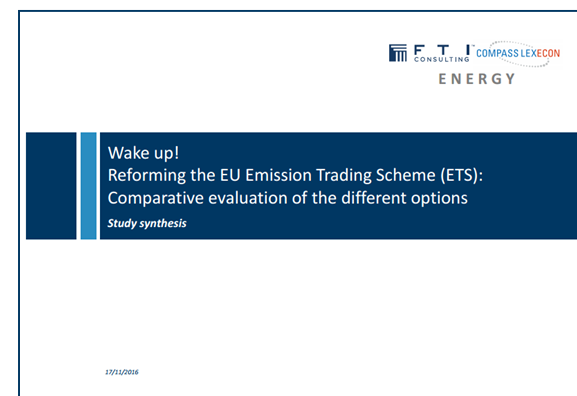 F T I™ COMPASS LEXECON
CONSULTING
ENERGY
Wake up!
Reforming the EU Emission Trading Scheme (ETS):
Comparative evaluation of the different options
Study synthesis
17/11/2016